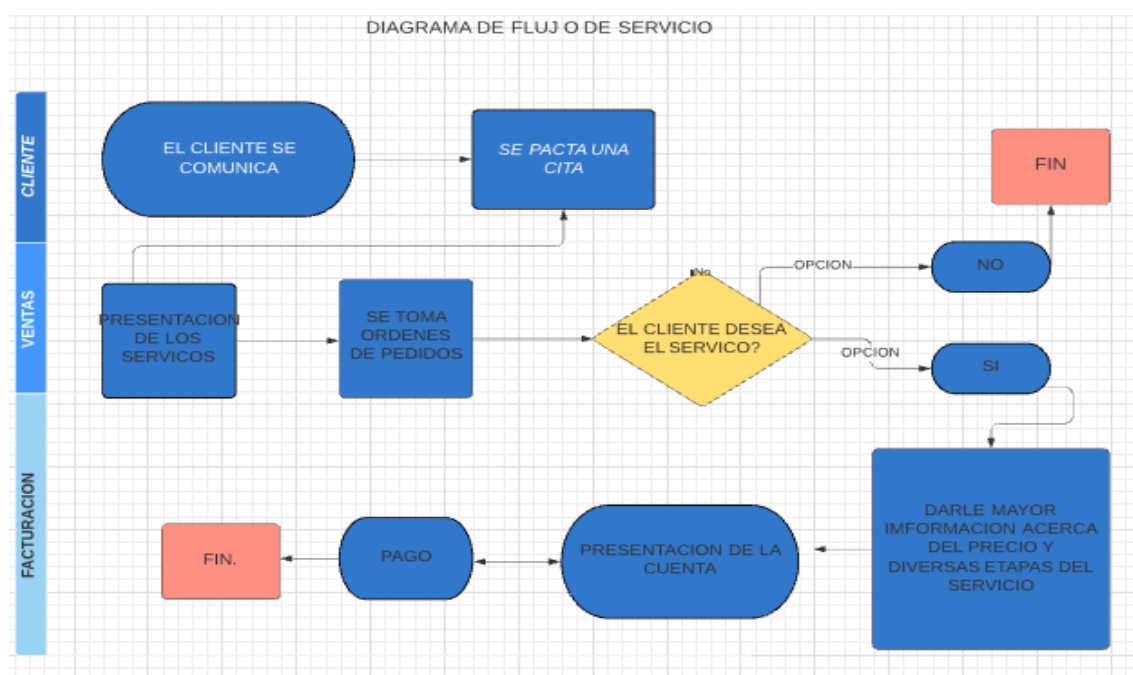 DIAGRAMA DE FLUJO DE SERVICIO
CLIENTE
EL CLIENTE SE
COMUNICA
SE PACTA UNA
CITA
FIN
VENTAS
PRESENTACION
DE LOS
SERVICOS
SE TOMA
ORDENES
DE PEDIDOS
No
EL CLIENTE DESEA
EL SERVICO?
OPCION
NO
OPCION
SI
FACTURACION
FIN.
PAGO
PRESENTACION DE LA
CUENTA
DARLE MAYOR
IMFORMACION ACERCA
DEL PRECIO Y
DIVERSAS ETAPAS DEL
SERVICIO